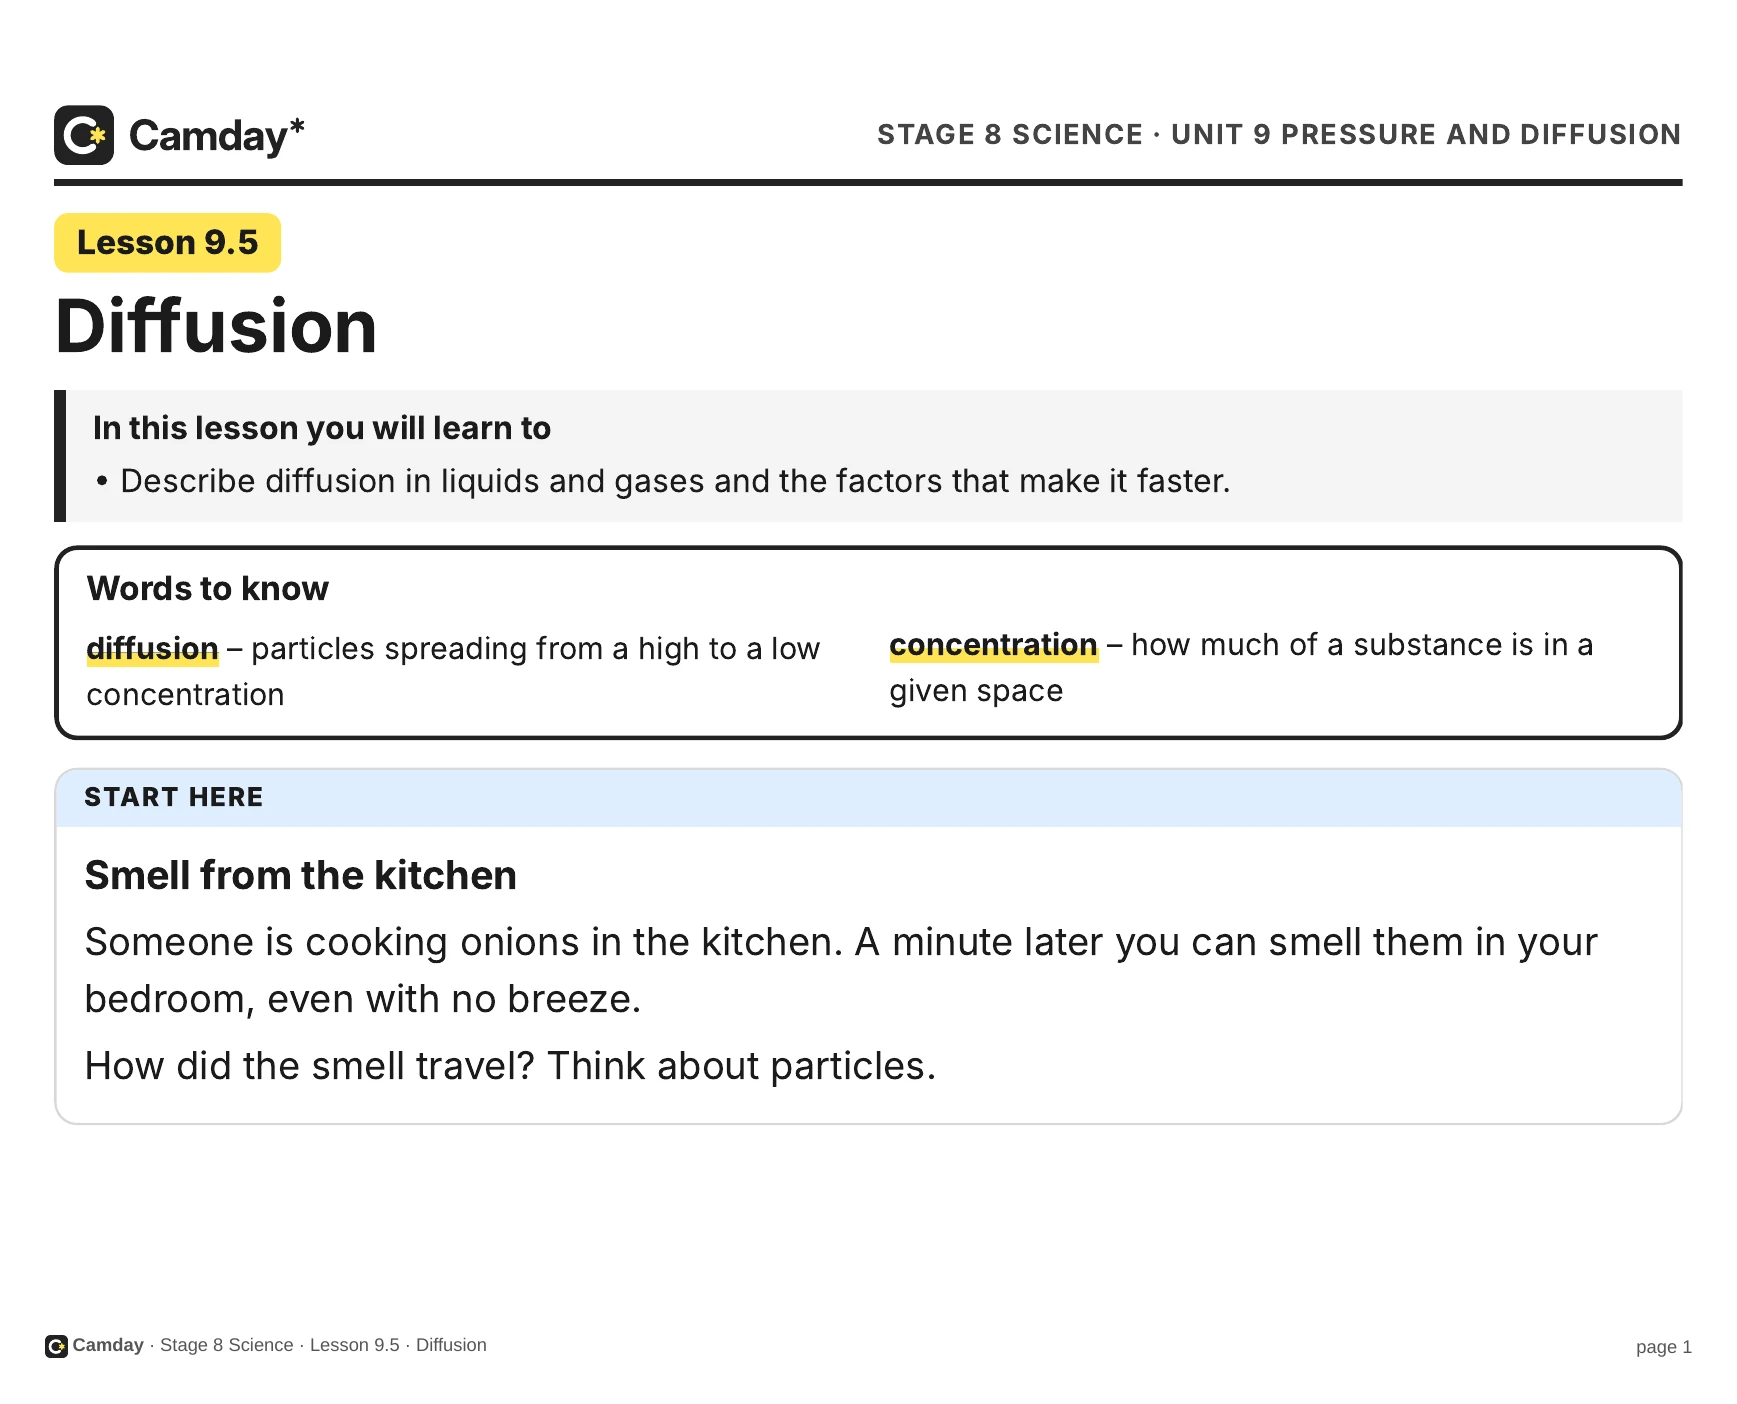 Camday*
STAGE 8 SCIENCE · UNIT 9 PRESSURE AND DIFFUSION
Lesson 9.5
Diffusion
In this lesson you will learn to
• Describe diffusion in liquids and gases and the factors that make it faster.
Words to know
diffusion – particles spreading from a high to a low
concentration
concentration – how much of a substance is in a
given space
START HERE
Smell from the kitchen
Someone is cooking onions in the kitchen. A minute later you can smell them in your
bedroom, even with no breeze.
How did the smell travel? Think about particles.
Camday · Stage 8 Science · Lesson 9.5 · Diffusion
page 1